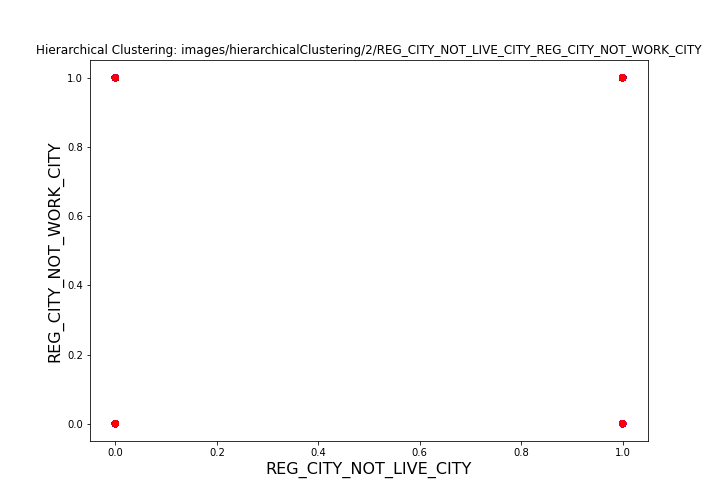 Hierarchical Clustering: images/hierarchicalClustering/2/REG_CITY_NOT_LIVE_CITY_REG_CITY_NOT_WORK_CITY
1.0
0.8
0.6
0.4
0.2
0.0
REG_CITY_NOT_WORK_CITY
0.0 0.2 0.4 0.6 0.8 1.0
REG_CITY_NOT_LIVE_CITY